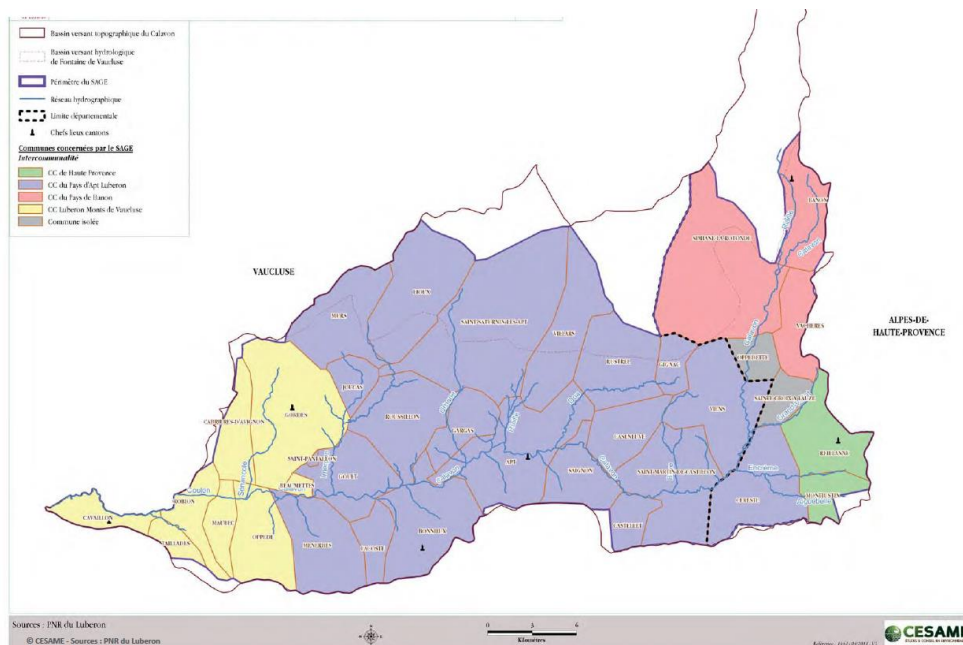 Bassin versant topographique du Calavon
Bassin versant hydrologique
de Fontaine de Vaucluse
Périmètre du SAGE
Réseau hydrographique
Limite départementale
Chefs lieux cantons
Communes concernées par le SAGE
Intercommunalité
CC de Haute Provence
CC du Pays d'Apt Luberon
CC du Pays de Banon
CC Luberon Monts de Vaucluse
Commune isolée
VAUCLUSE
ALPES-DE-
HAUTE-PROVENCE
BANON
SIMIANE-LA-ROTONDE
VACHERES
OPPEDETTE
SAINTE-CROIX-A-LAUZE
REILLANNE
MONTJUSTIN
CERESTE
LIOUX
MURS
SAINT-SATURNIN-LES-APT
VILLARS
RUSTREL
GIGNAC
VIENS
JOUCAS
ROUSSILLON
GARGAS
CASENEUVE
GORDES
CABRIERES-D'AVIGNON
SAINT-PANTALEON
GOULT
BEAUMETTES
APT
SAIGNON
SAINT-MARTIN-DE-CASTILLON
CASTELLET
BONNIEUX
LACOSTE
MENERBES
OPPEDE
MAUBEC
ROBION
TAILLADES
CAVAILLON
Coulon
Sénancole
Calavon
Calavon
Calavon
Encrème
Doa
Sources : PNR du Luberon
© CESAME - Sources : PNR du Luberon
0 3 6
Kilomètres
CESAME